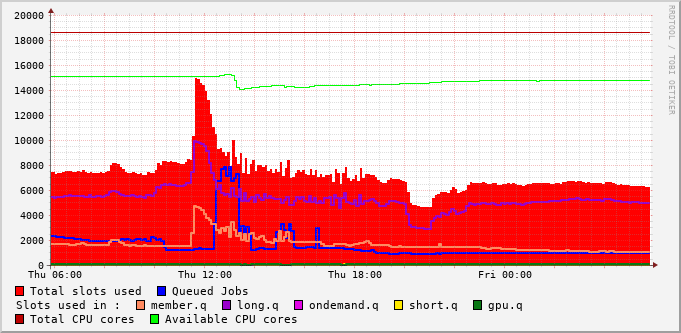 20000
18000
16000
14000
12000
10000
8000
6000
4000
2000
0
Thu 06:00 Thu 12:00 Thu 18:00 Fri 00:00
RRDTOOL / TOBI OETIKER
Total slots used Queued Jobs
Slots used in : member.q long.q ondemand.q short.q gpu.q
Total CPU cores Available CPU cores